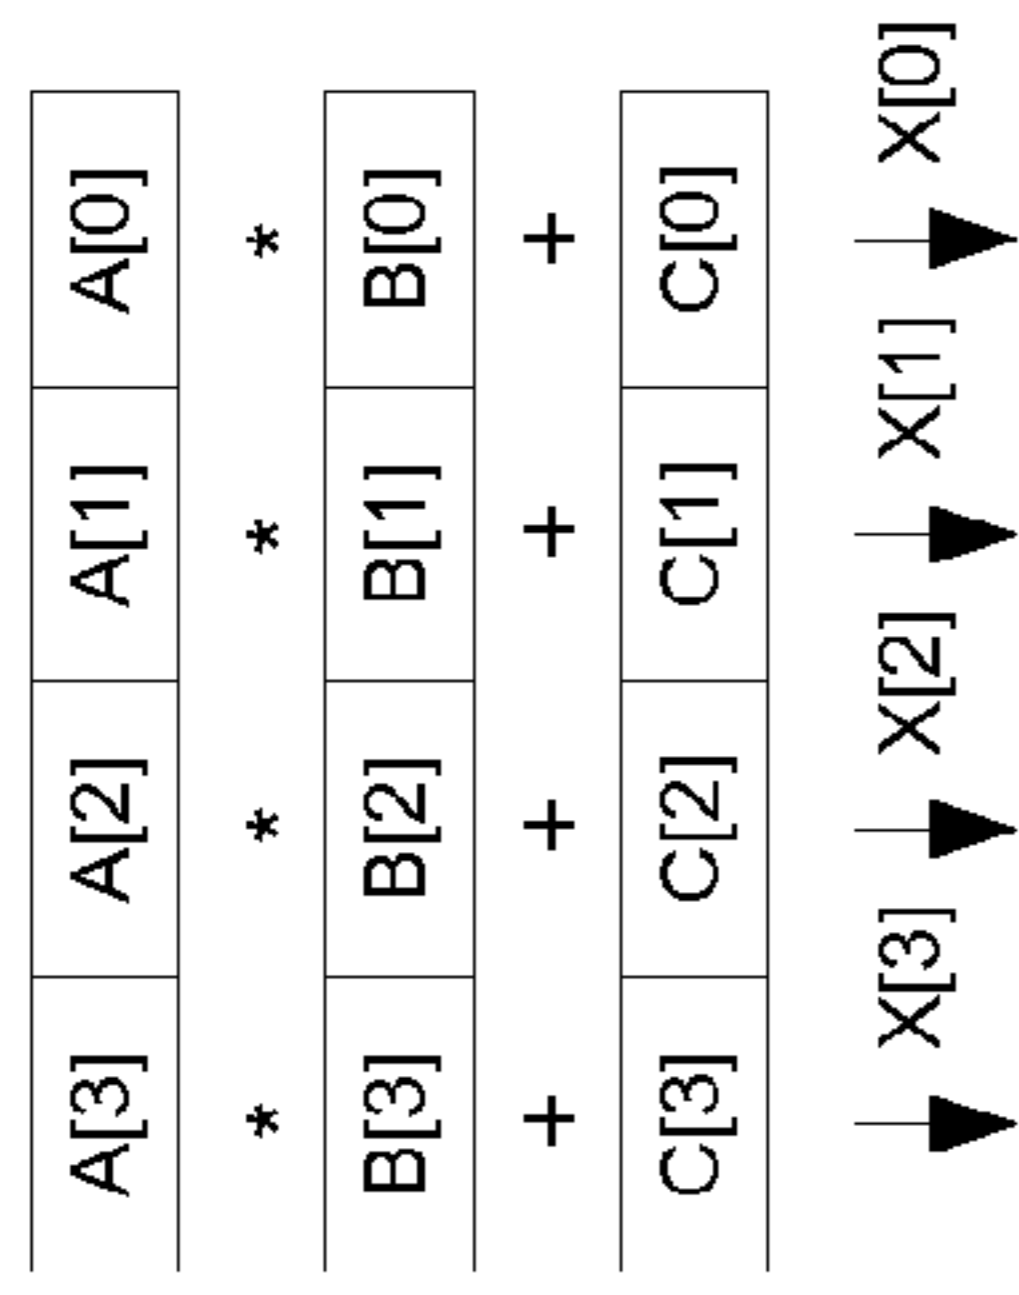 A[3] A[2] A[1] A[0]
* * * *
B[3] B[2] B[1] B[0]
+ + + +
C[3] C[2] C[1] C[0]
X[3] X[2] X[1] X[0]